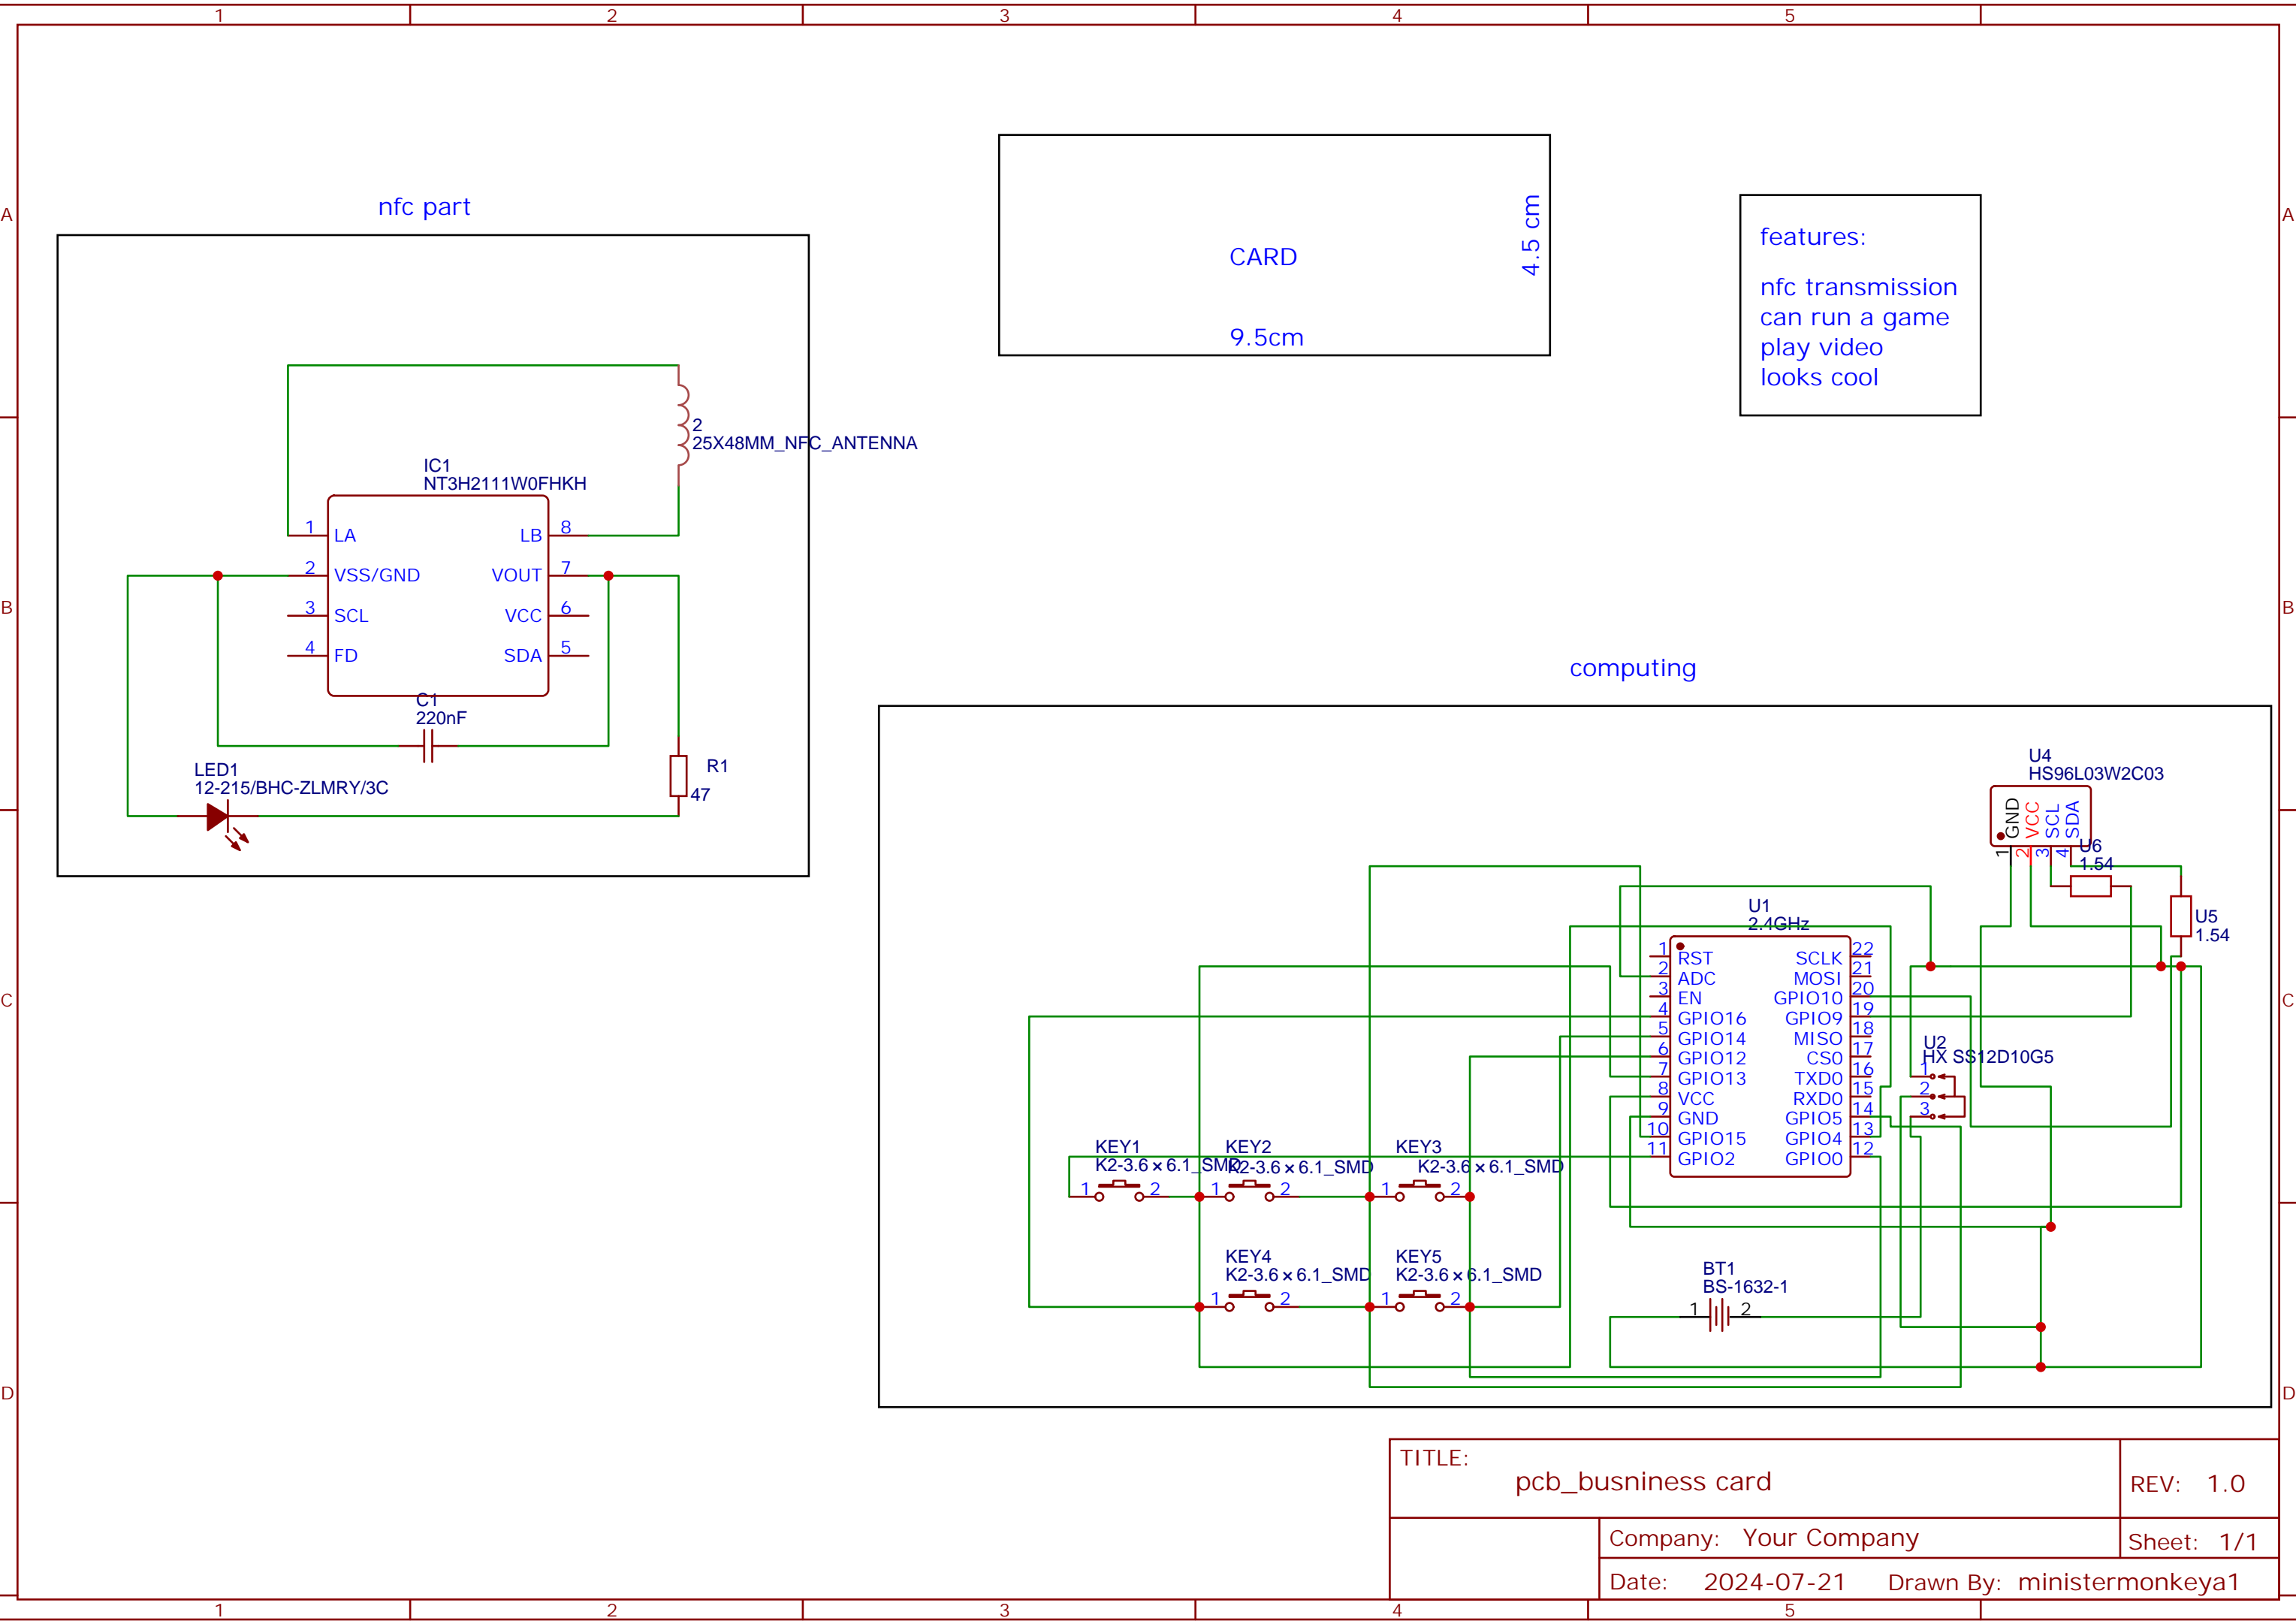 1 2 3 4 5
A
B
C
D
A
B
C
D
nfc part
2
25X48MM_NFC_ANTENNA
IC1
NT3H2111W0FHKH
1 LA
2 VSS/GND
3 SCL
4 FD
LB 8
VOUT 7
VCC 6
SDA 5
C1
220nF
LED1
12-215/BHC-ZLMRY/3C
R1
47
CARD
4.5 cm
9.5cm
features:
nfc transmission
can run a game
play video
looks cool
computing
U4
HS96L03W2C03
GND
VCC
SCL
SDA
1 2 3 4
U6
1.54
U5
1.54
U1
2.4GHz
1 RST
2 ADC
3 EN
4 GPIO16
5 GPIO14
6 GPIO12
7 GPIO13
8 VCC
9 GND
10 GPIO15
11 GPIO2
SCLK 22
MOSI 21
GPIO10 20
GPIO9 19
MISO 18
CS0 17
TXD0 16
RXD0 15
GPIO5 14
GPIO4 13
GPIO0 12
U2
HX SS12D10G5
1
2
3
KEY1
K2-3.6×6.1_SMD
1 2
KEY2
K2-3.6×6.1_SMD
1 2
KEY3
K2-3.6×6.1_SMD
1 2
KEY4
K2-3.6×6.1_SMD
1 2
KEY5
K2-3.6×6.1_SMD
1 2
BT1
BS-1632-1
1 2
TITLE:
pcb_busniness card
REV: 1.0
Company: Your Company
Sheet: 1/1
Date: 2024-07-21 Drawn By: ministermonkeya1
1 2 3 4 5